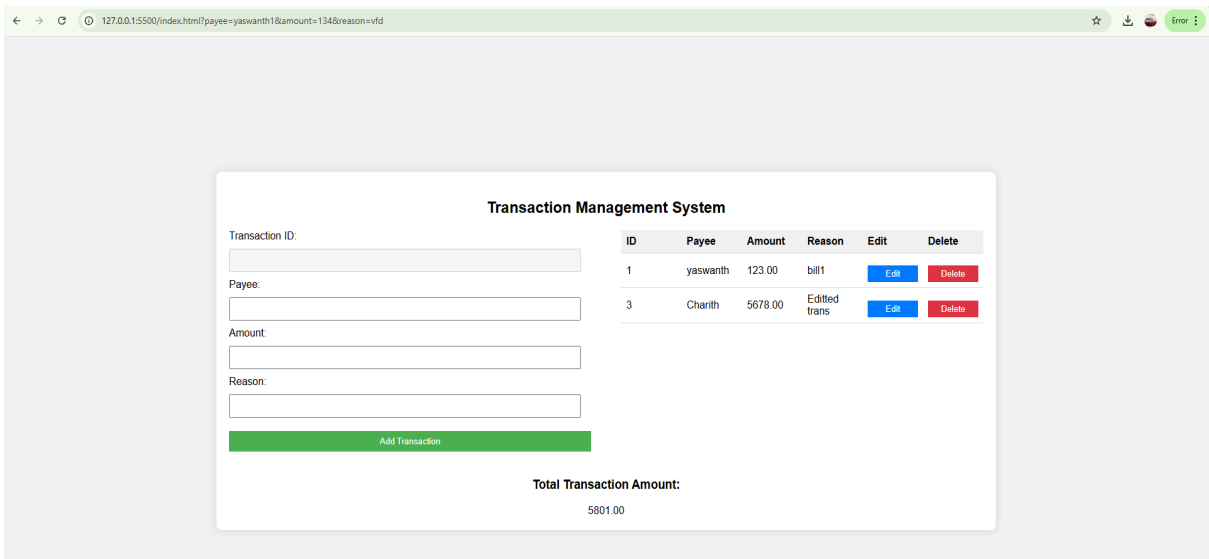 127.0.0.1:5500/index.html?payee=yaswanth1&amount=134&reason=vfd
Error
Transaction Management System
Transaction ID:
Payee:
Amount:
Reason:
Add Transaction
ID Payee Amount Reason Edit Delete
1 yaswanth 123.00 bill1 Edit Delete
3 Charith 5678.00 Editted trans Edit Delete
Total Transaction Amount:
5801.00